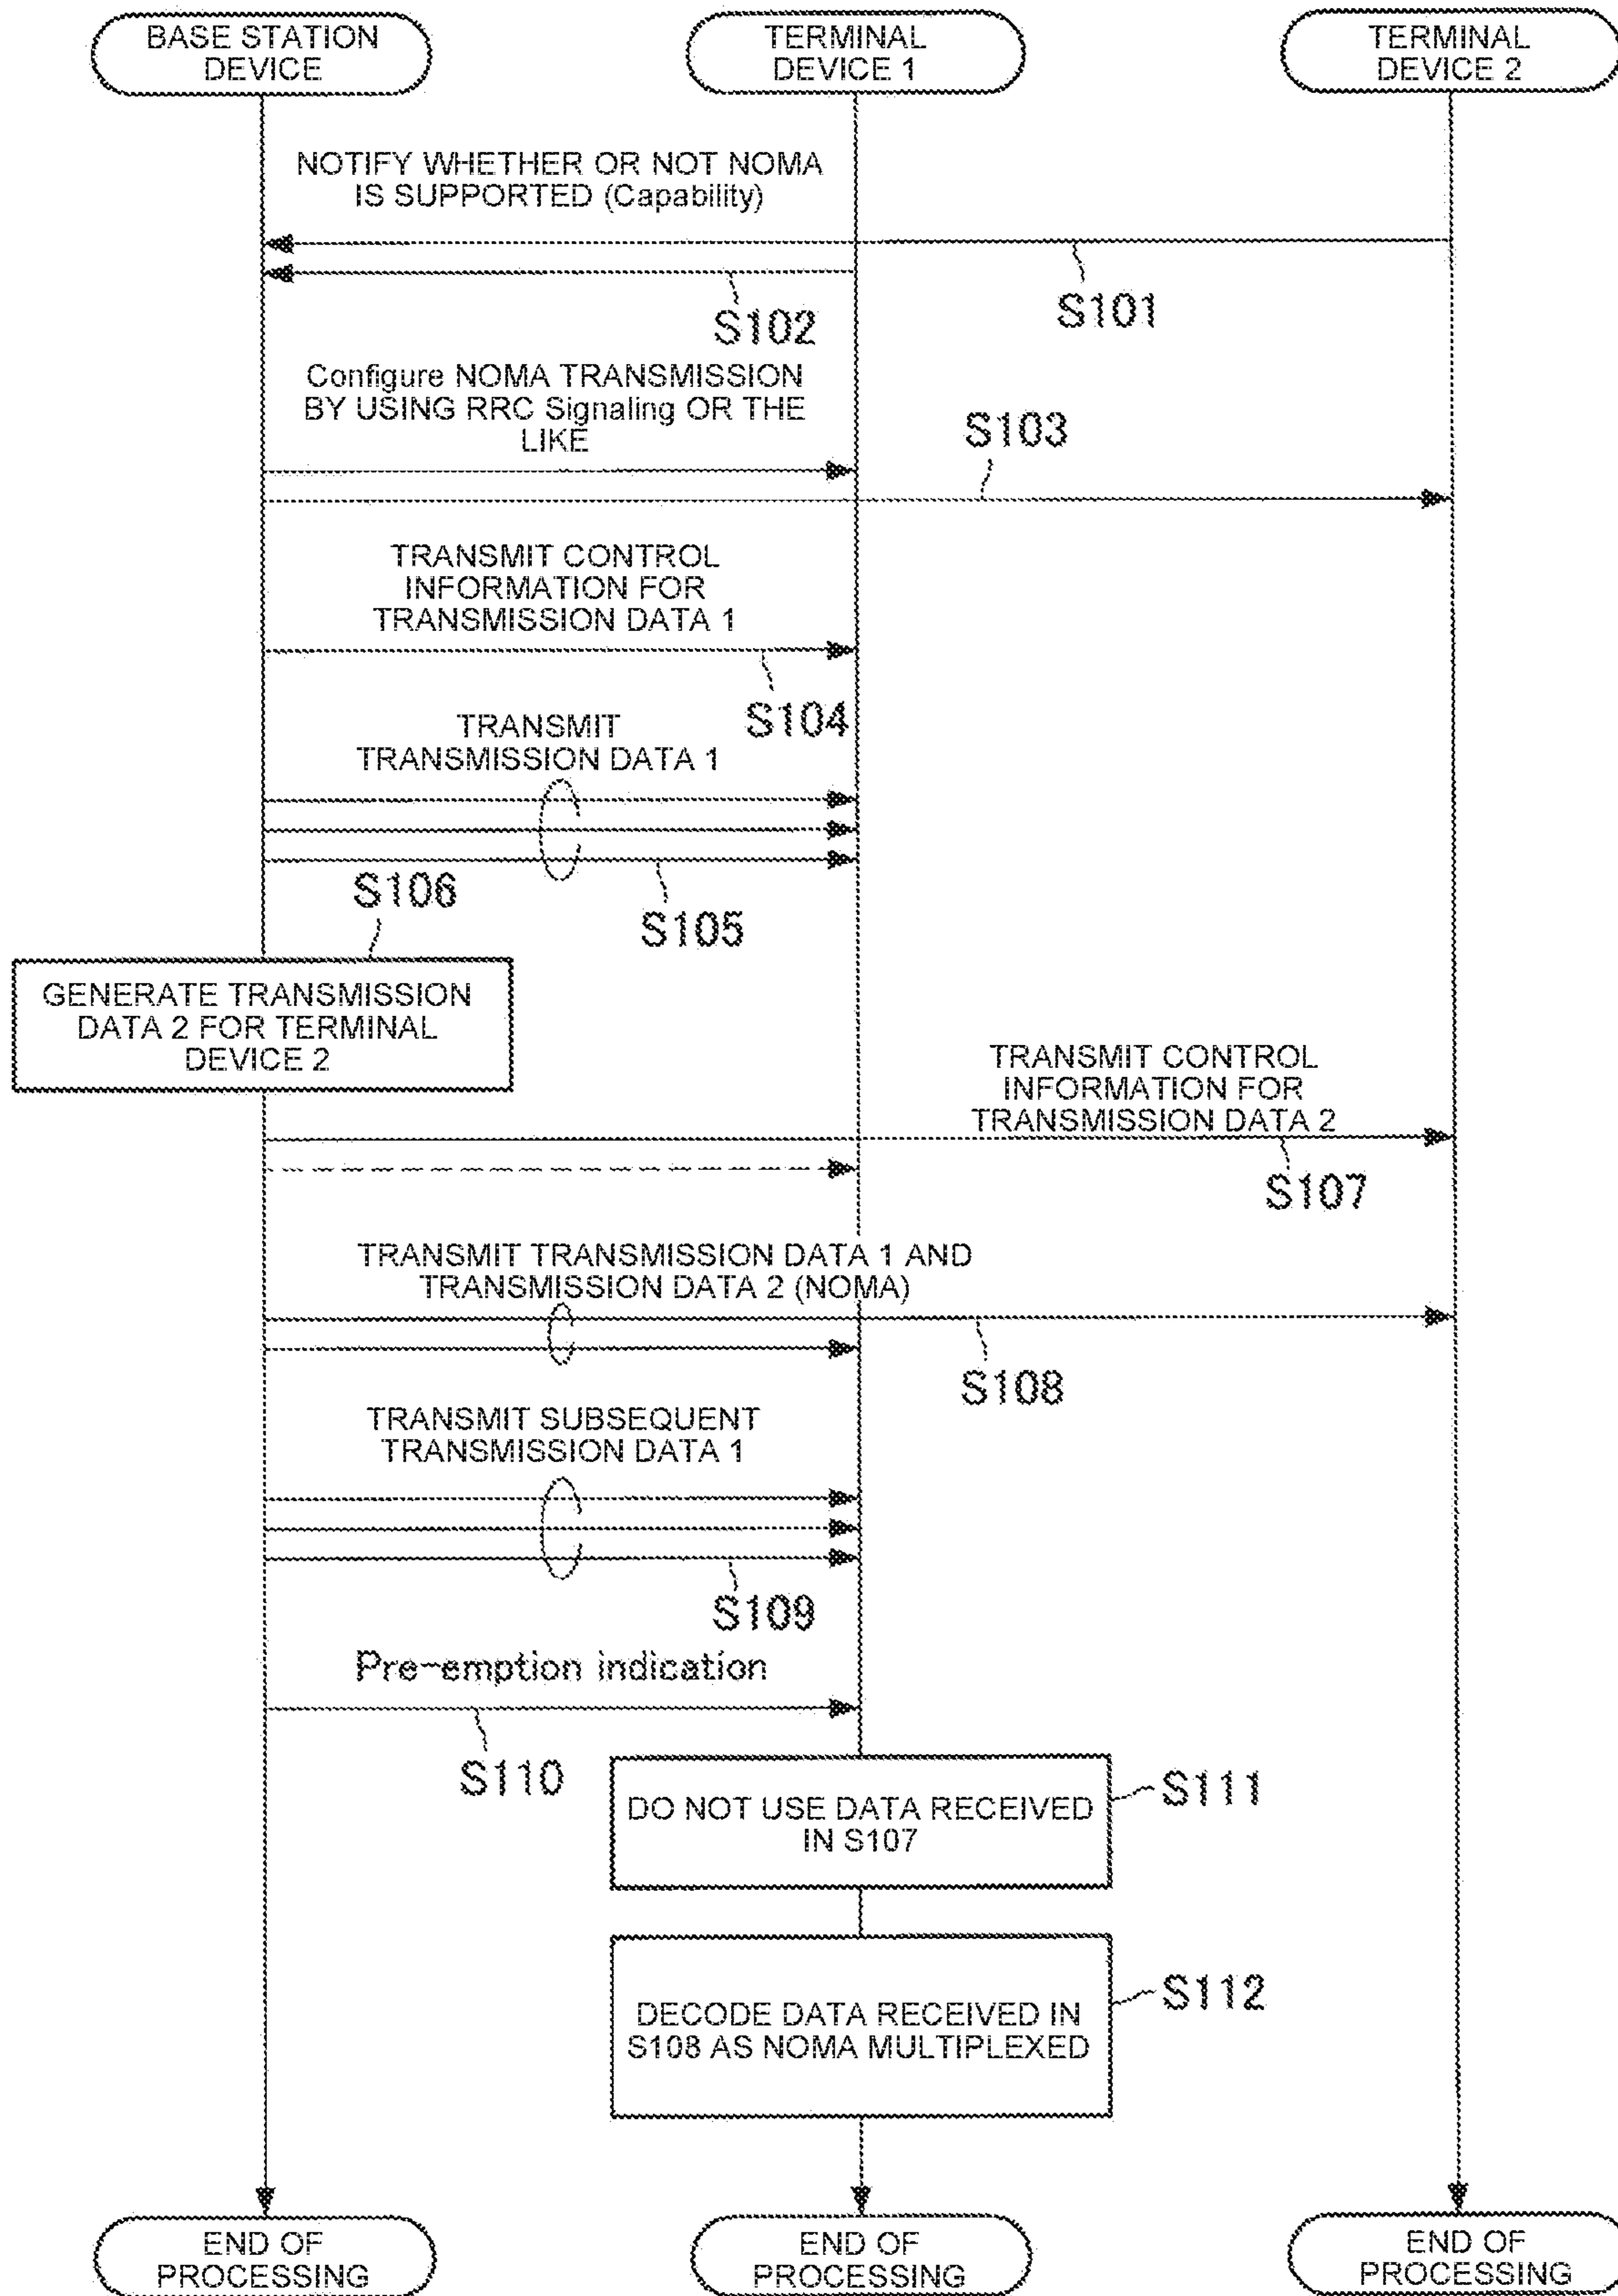 BASE STATION
DEVICE
TERMINAL
DEVICE 1
TERMINAL
DEVICE 2
NOTIFY WHETHER OR NOT NOMA
IS SUPPORTED (Capability)
S101
S102
Configure NOMA TRANSMISSION
BY USING RRC Signaling OR THE
LIKE
S103
TRANSMIT CONTROL
INFORMATION FOR
TRANSMISSION DATA 1
S104
TRANSMIT
TRANSMISSION DATA 1
S105
S106
GENERATE TRANSMISSION
DATA 2 FOR TERMINAL
DEVICE 2
TRANSMIT CONTROL
INFORMATION FOR
TRANSMISSION DATA 2
S107
TRANSMIT TRANSMISSION DATA 1 AND
TRANSMISSION DATA 2 (NOMA)
S108
TRANSMIT SUBSEQUENT
TRANSMISSION DATA 1
S109
Pre-emption indication
S110
DO NOT USE DATA RECEIVED
IN S107
S111
DECODE DATA RECEIVED IN
S108 AS NOMA MULTIPLEXED
S112
END OF
PROCESSING
END OF
PROCESSING
END OF
PROCESSING